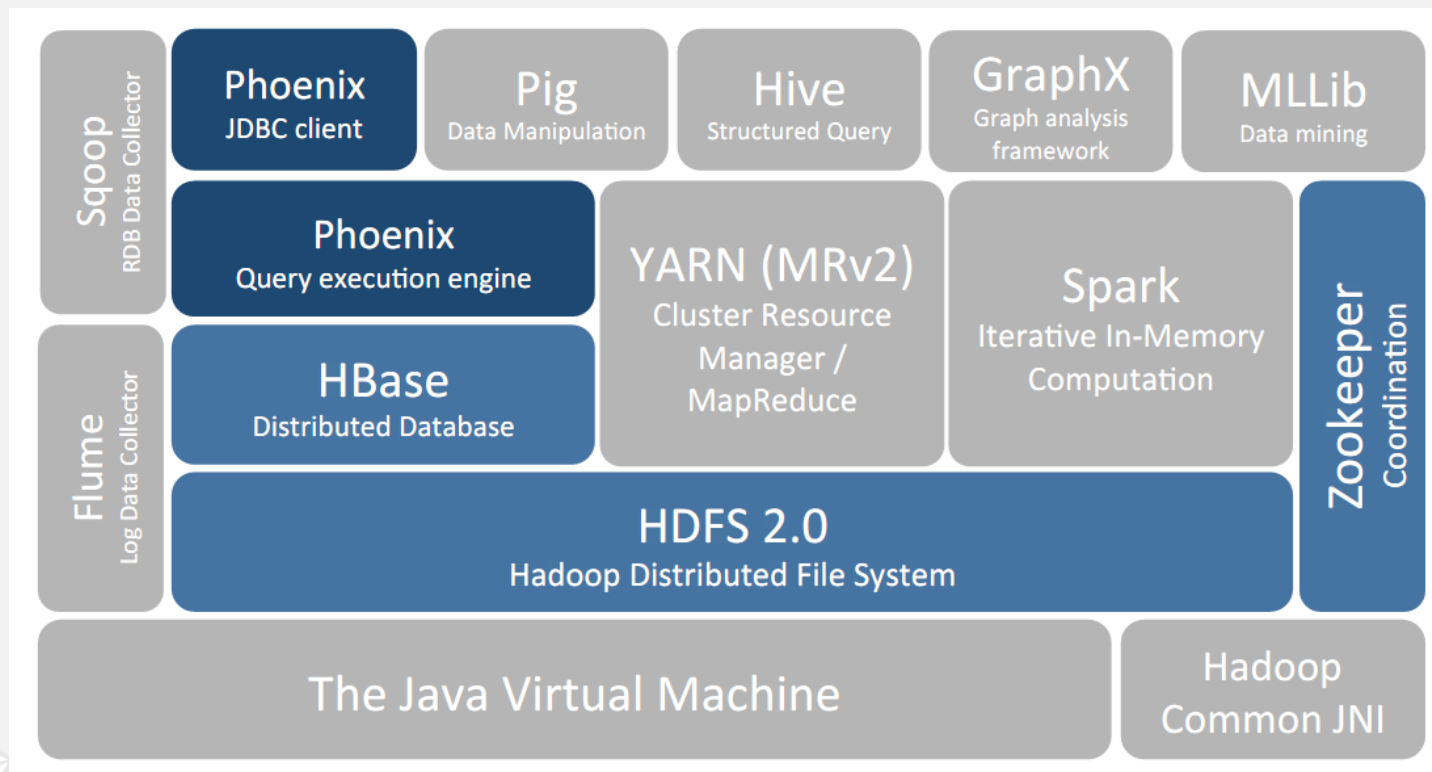 Sqoop
RDB Data Collector
Phoenix
JDBC client
Pig
Data Manipulation
Hive
Structured Query
GraphX
Graph analysis
framework
MLLib
Data mining
Phoenix
Query execution engine
YARN (MRv2)
Cluster Resource
Manager /
MapReduce
Spark
Iterative In-Memory
Computation
Zookeeper
Coordination
Flume
Log Data Collector
HBase
Distributed Database
HDFS 2.0
Hadoop Distributed File System
The Java Virtual Machine
Hadoop
Common JNI